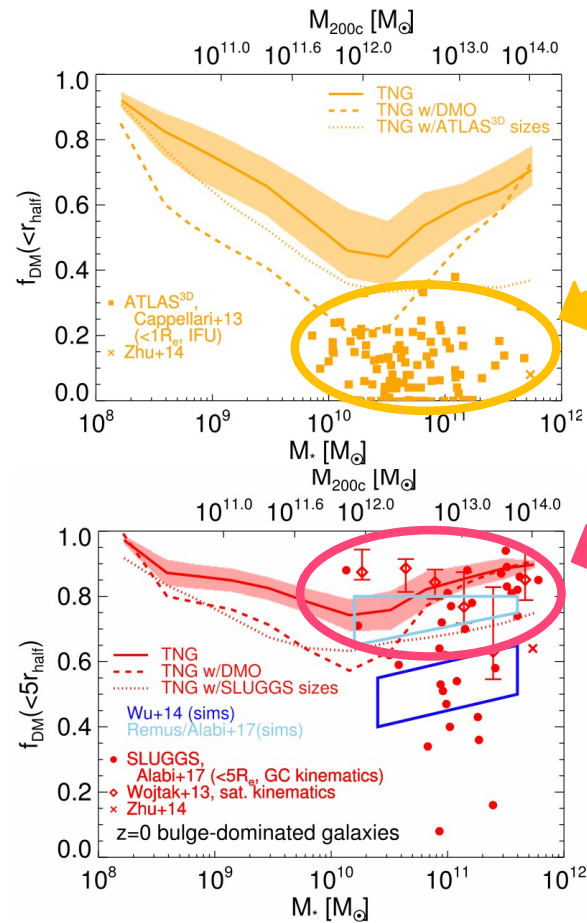 M200c [M☉]
10^11.0 10^11.6 10^12.0 10^13.0 10^14.0
1.0
TNG
TNG w/DMO
TNG w/ATLAS^3D sizes
0.8
0.6
fDM(<rhalf)
0.4
ATLAS^3D,
Cappellari+13
(<1Re, IFU)
0.2
Zhu+14
0.0
10^8 10^9 10^10 10^11 10^12
M* [M☉]
M200c [M☉]
10^11.0 10^11.6 10^12.0 10^13.0 10^14.0
1.0
0.8
fDM(<5rhalf)
0.6
TNG
TNG w/DMO
TNG w/SLUGGS sizes
Wu+14 (sims)
Remus/Alabi+17(sims)
0.4
SLUGGS,
Alabi+17 (<5Re, GC kinematics)
Wojtak+13, sat. kinematics
0.2
Zhu+14
z=0 bulge-dominated galaxies
0.0
10^8 10^9 10^10 10^11 10^12
M* [M☉]